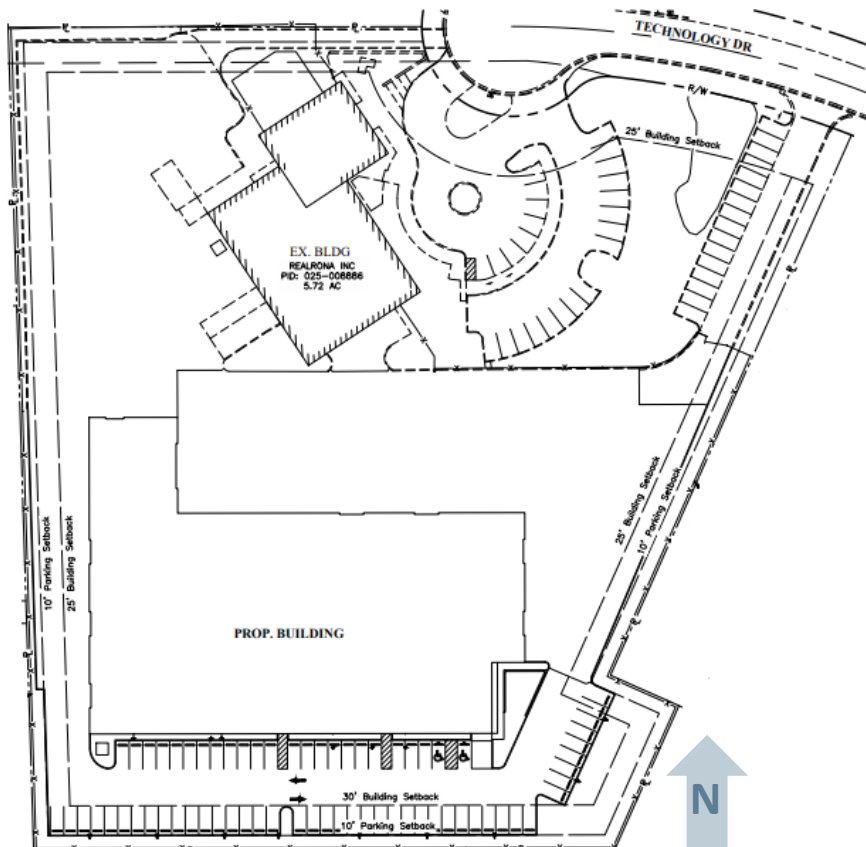 TECHNOLOGY DR
R/W
25' Building Setback
EX. BLDG
REALRONA INC
PID: 025-008686
5.72 AC
10' Parking Setback
25' Building Setback
25' Building Setback
10' Parking Setback
PROP. BUILDING
30' Building Setback
10' Parking Setback
N